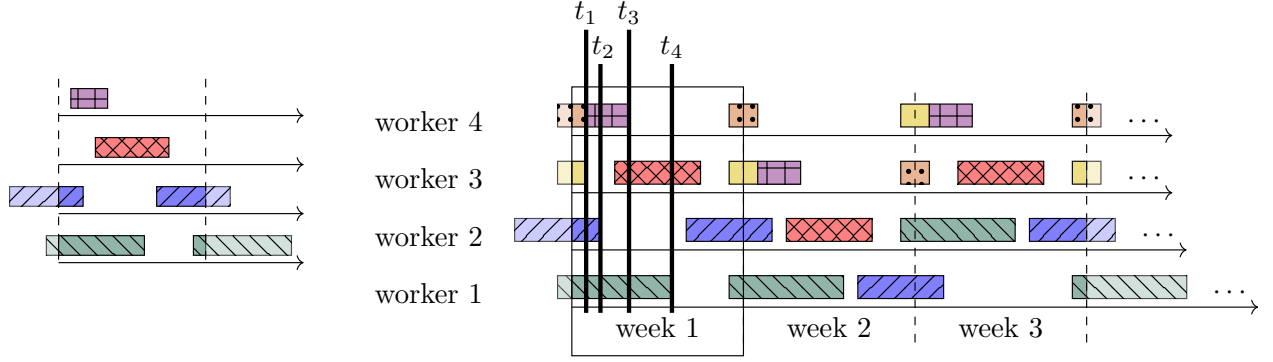 t₁ t₃
t₂ t₄
worker 4 ...
worker 3 ...
worker 2 ...
worker 1 ...
week 1 week 2 week 3